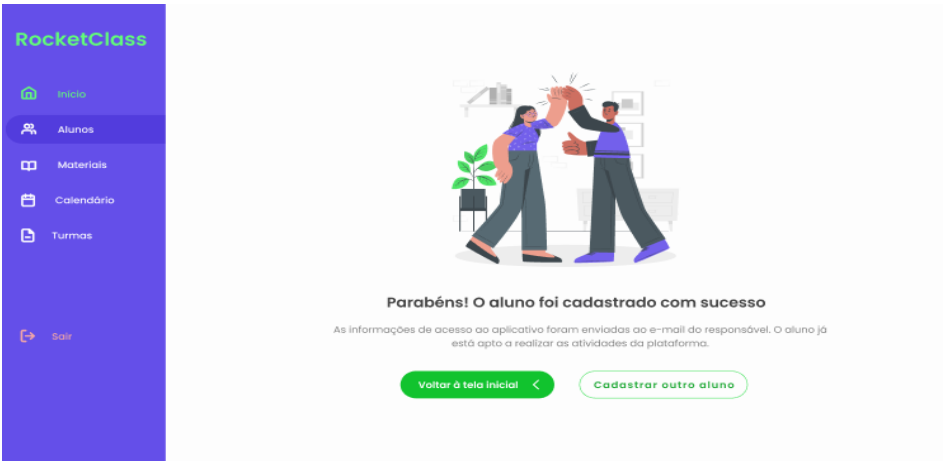 RocketClass
Início
Alunos
Materiais
Calendário
Turmas
Sair
Parabéns! O aluno foi cadastrado com sucesso
As informações de acesso ao aplicativo foram enviadas ao e-mail do responsável. O aluno já
está apto a realizar as atividades da plataforma.
Voltar à tela inicial
Cadastrar outro aluno